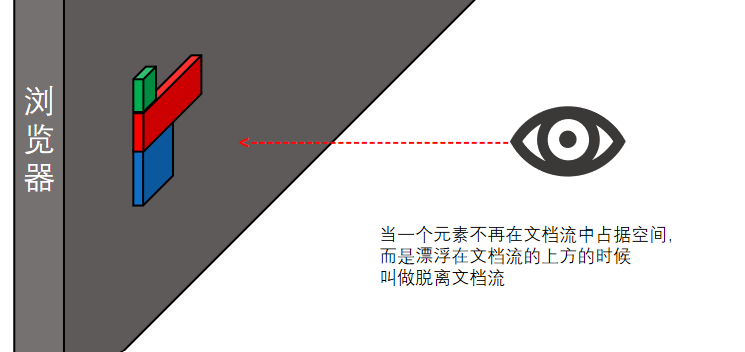 浏览器
当一个元素不再在文档流中占据空间，
而是漂浮在文档流的上方的时候
叫做脱离文档流